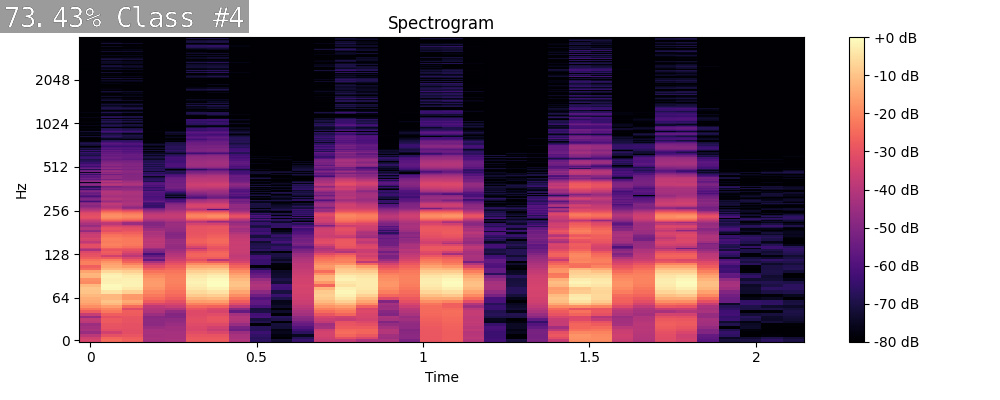 73.43% Class #4
Spectrogram
Hz
2048
1024
512
256
128
64
0
0
0.5
1
1.5
2
Time
+0 dB
-10 dB
-20 dB
-30 dB
-40 dB
-50 dB
-60 dB
-70 dB
-80 dB